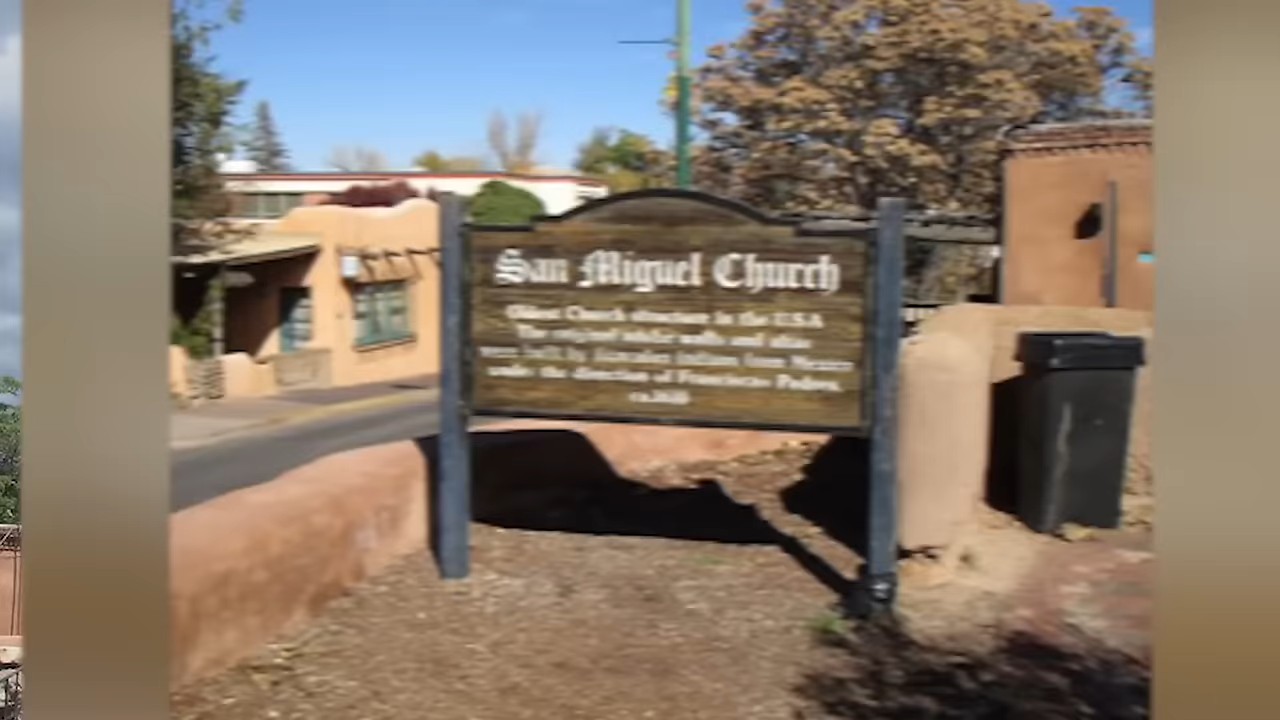 San Miguel Church
Oldest Church structure in the U.S.A
The original adobe walls and altar
were built by Indians from Mexico
under the direction of Franciscan Padres.